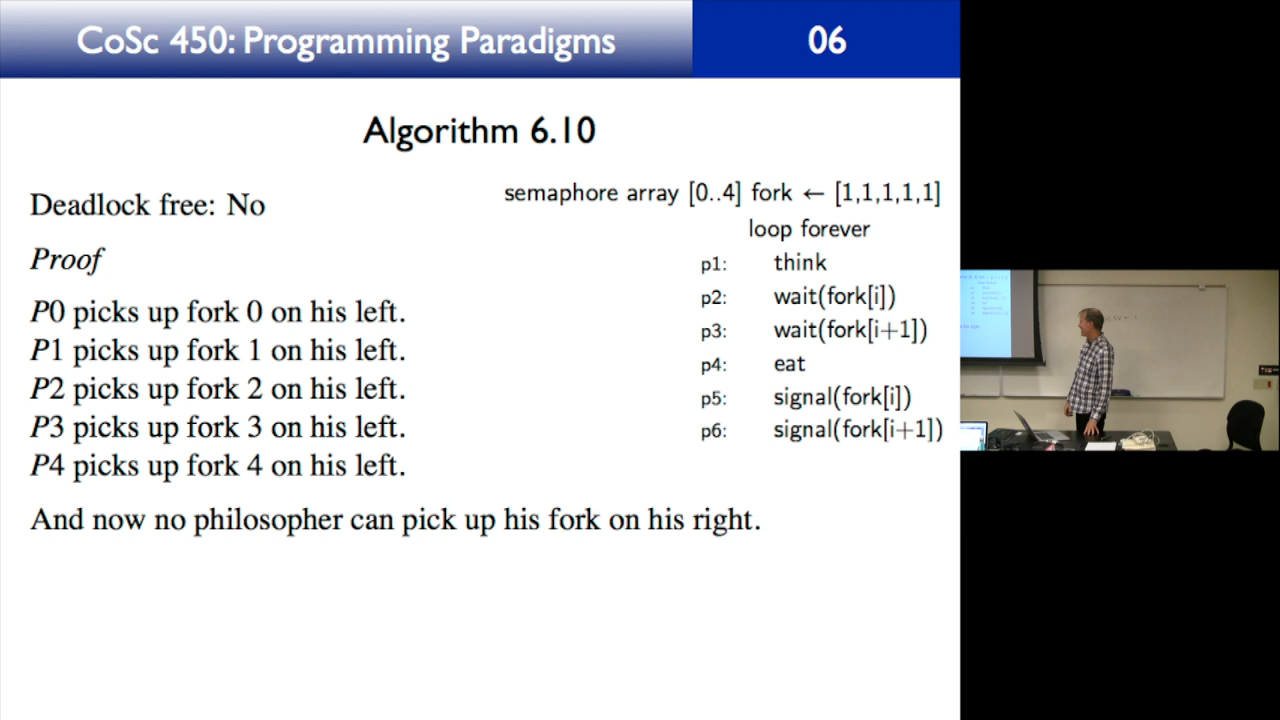 CoSc 450: Programming Paradigms
06
Algorithm 6.10
Deadlock free: No
Proof
P0 picks up fork 0 on his left.
P1 picks up fork 1 on his left.
P2 picks up fork 2 on his left.
P3 picks up fork 3 on his left.
P4 picks up fork 4 on his left.
And now no philosopher can pick up his fork on his right.
semaphore array [0..4] fork ← [1,1,1,1,1]
loop forever
p1: think
p2: wait(fork[i])
p3: wait(fork[i+1])
p4: eat
p5: signal(fork[i])
p6: signal(fork[i+1])